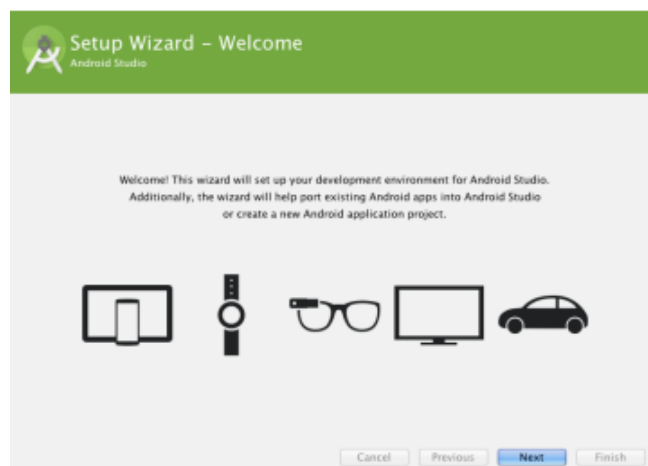 Setup Wizard – Welcome
Android Studio
Welcome! This wizard will set up your development environment for Android Studio.
Additionally, the wizard will help port existing Android apps into Android Studio
or create a new Android application project.
Cancel Previous Next Finish